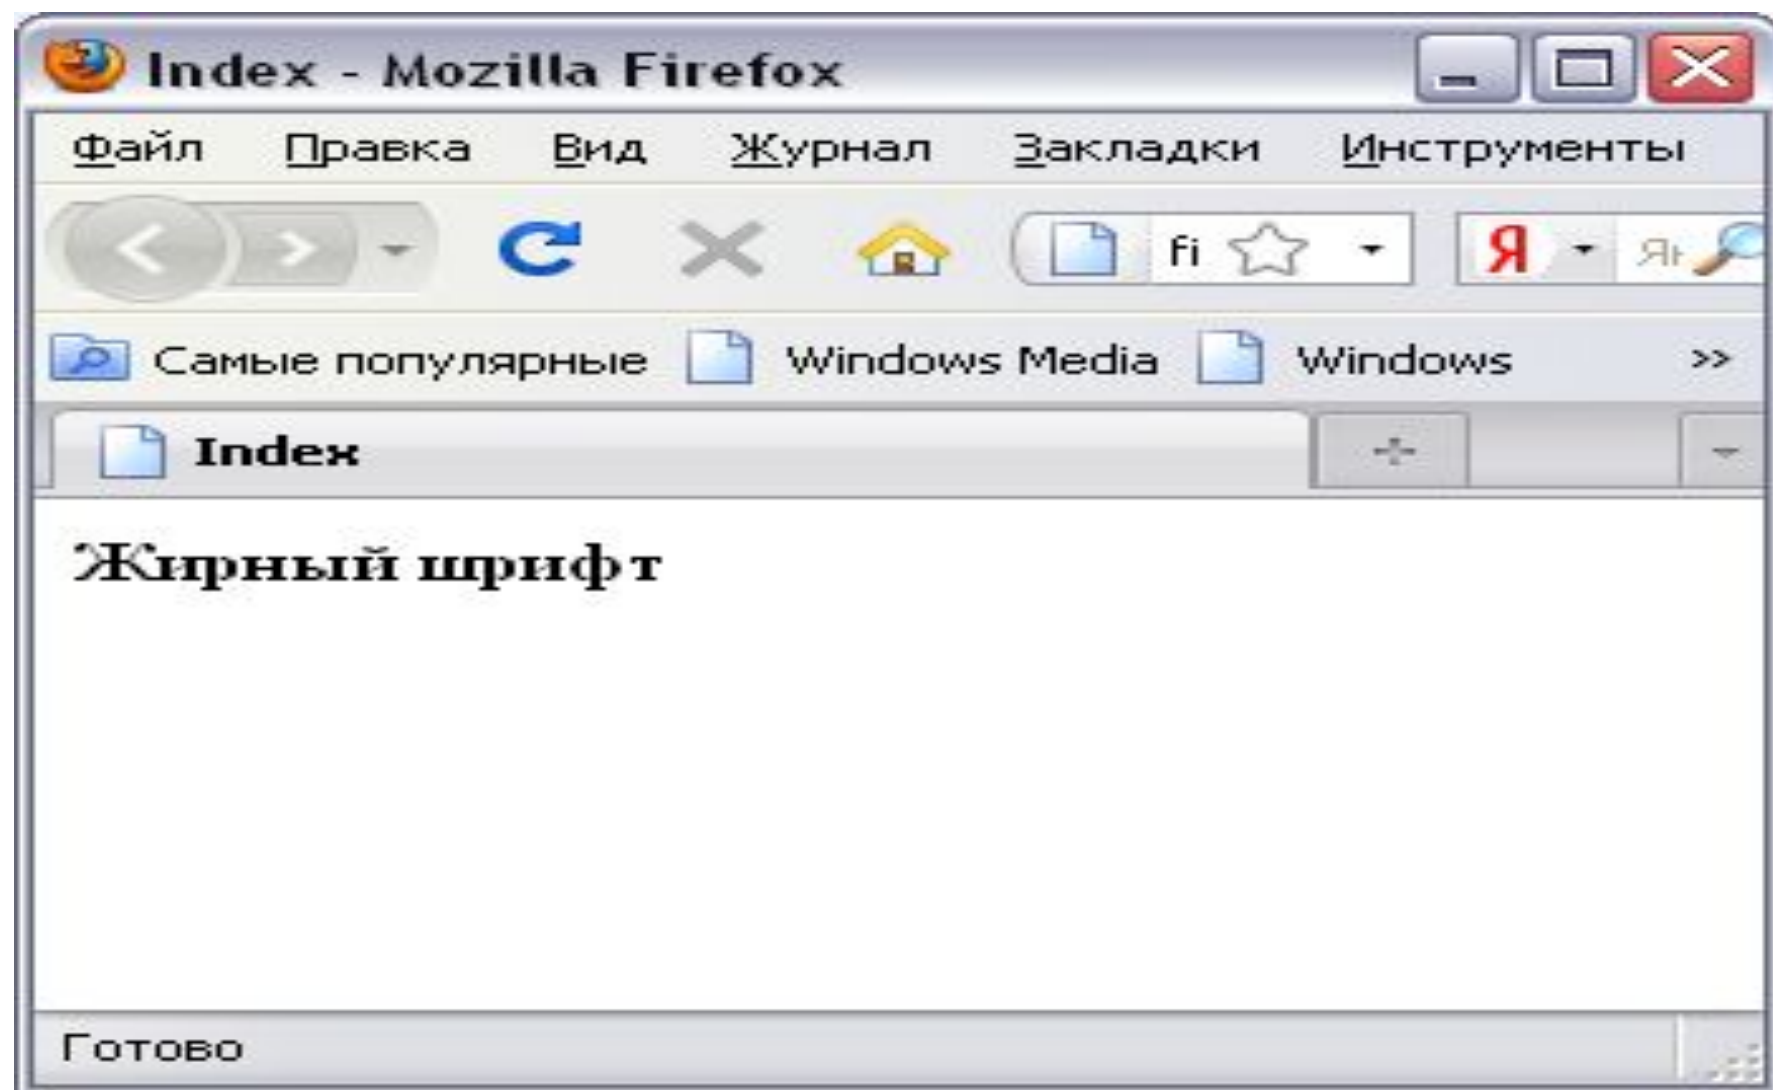 Index - Mozilla Firefox
Файл Правка Вид Журнал Закладки Инструменты
fi Я Ян
Самые популярные Windows Media Windows »
Index
Жирный шрифт
Готово